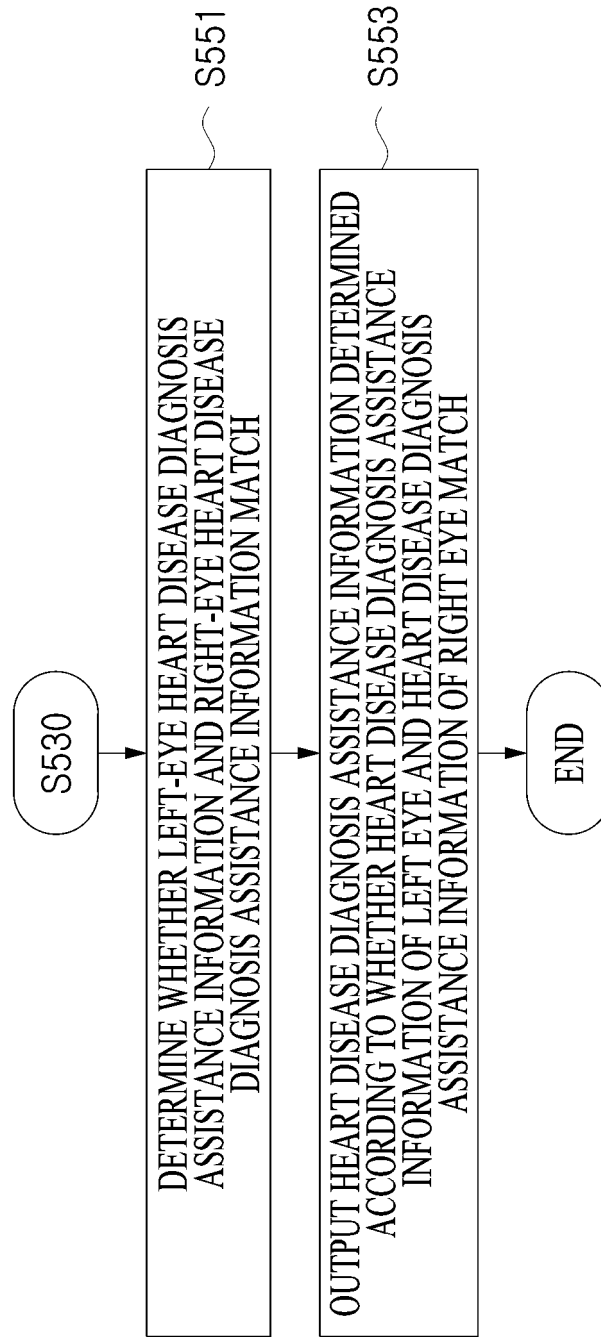 S530
DETERMINE WHETHER LEFT-EYE HEART DISEASE DIAGNOSIS
ASSISTANCE INFORMATION AND RIGHT-EYE HEART DISEASE
DIAGNOSIS ASSISTANCE INFORMATION MATCH
S551
OUTPUT HEART DISEASE DIAGNOSIS ASSISTANCE INFORMATION DETERMINED
ACCORDING TO WHETHER HEART DISEASE DIAGNOSIS ASSISTANCE
INFORMATION OF LEFT EYE AND HEART DISEASE DIAGNOSIS
ASSISTANCE INFORMATION OF RIGHT EYE MATCH
S553
END